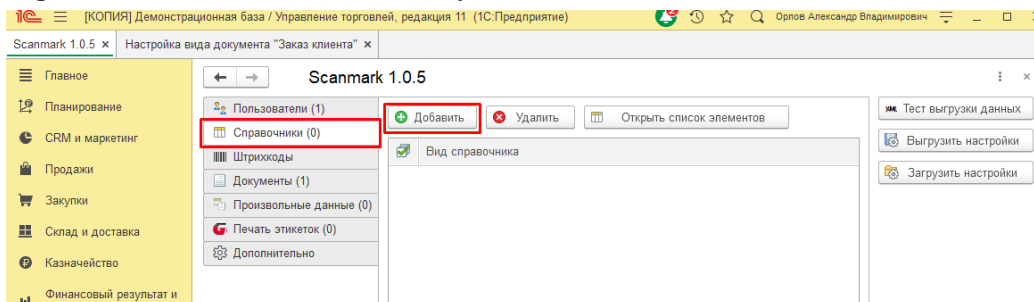 1С [КОПИЯ] Демонстрационная база / Управление торговлей, редакция 11 (1С:Предприятие) Орлов Александр Владимирович
Scanmark 1.0.5 × Настройка вида документа "Заказ клиента" ×
Главное
Планирование
CRM и маркетинг
Продажи
Закупки
Склад и доставка
Казначейство
Финансовый результат и
Scanmark 1.0.5
Пользователи (1)
Справочники (0)
Штрихкоды
Документы (1)
Произвольные данные (0)
Печать этикеток (0)
Дополнительно
Добавить Удалить Открыть список элементов
Вид справочника
XML Тест выгрузки данных
Выгрузить настройки
Загрузить настройки